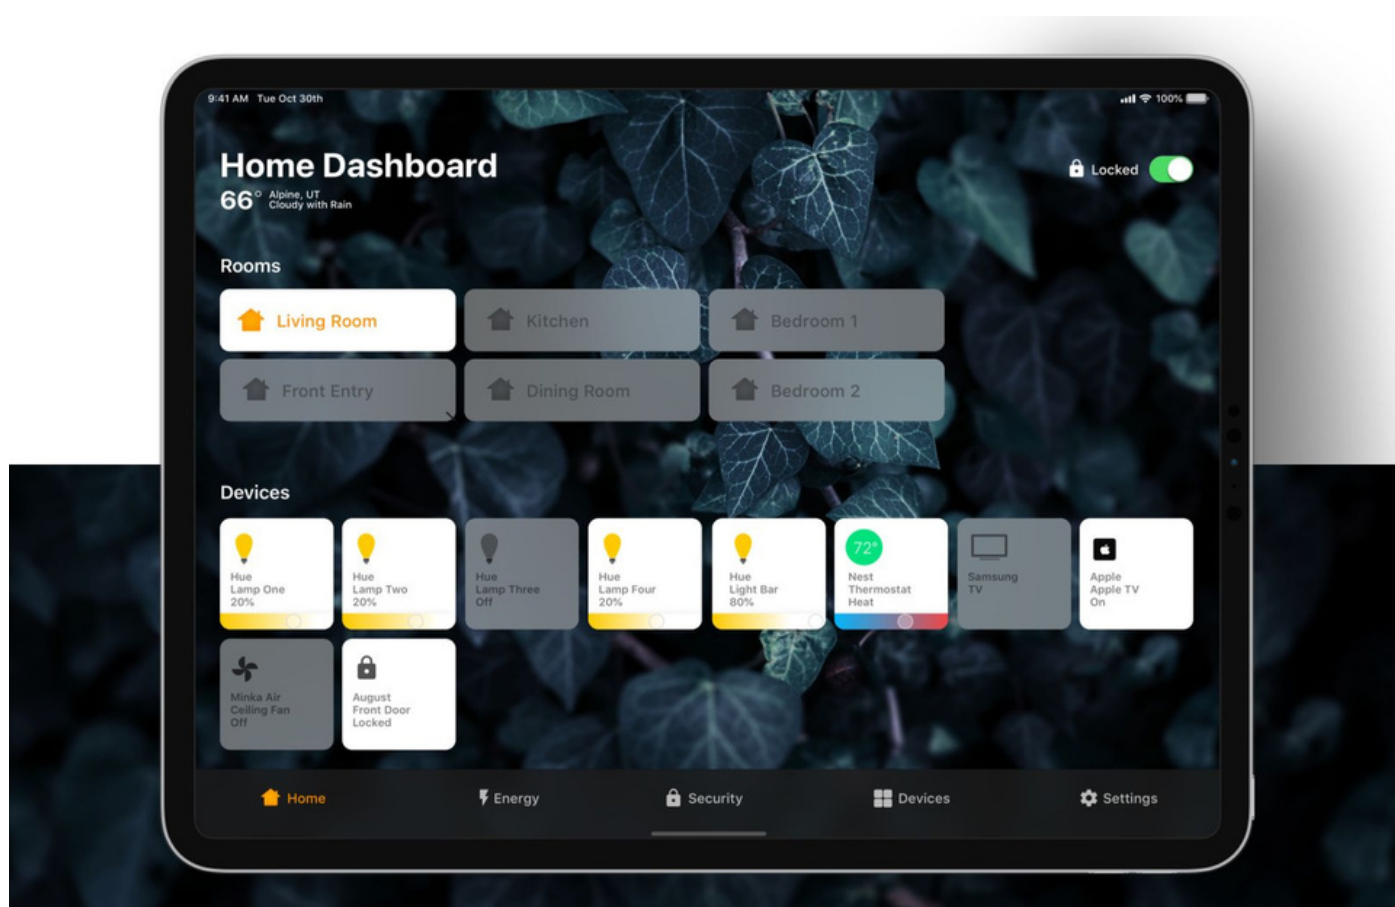 9:41 AM Tue Oct 30th
100%
Home Dashboard
Locked
66°
Alpine, UT
Cloudy with Rain
Rooms
Living Room
Kitchen
Bedroom 1
Front Entry
Dining Room
Bedroom 2
Devices
Hue
Lamp One
20%
Hue
Lamp Two
20%
Hue
Lamp Three
Off
Hue
Lamp Four
20%
Hue
Light Bar
80%
72°
Nest
Thermostat
Heat
Samsung
TV
Apple
Apple TV
On
Minka Air
Ceiling Fan
Off
August
Front Door
Locked
Home
Energy
Security
Devices
Settings